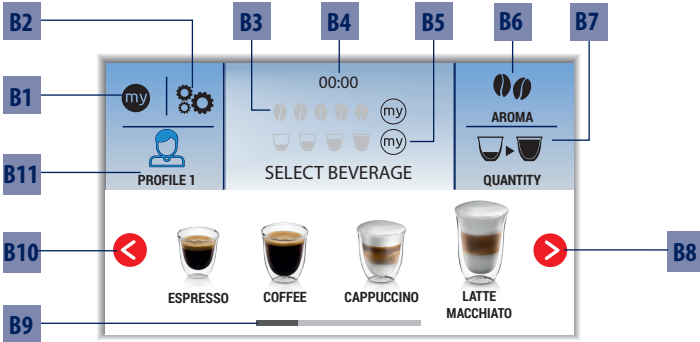 B2
B3
B4
B5
B6
B7
B1
my
00:00
my
AROMA
my
B11
PROFILE 1
SELECT BEVERAGE
QUANTITY
B10
B8
ESPRESSO
COFFEE
CAPPUCCINO
LATTE
MACCHIATO
B9